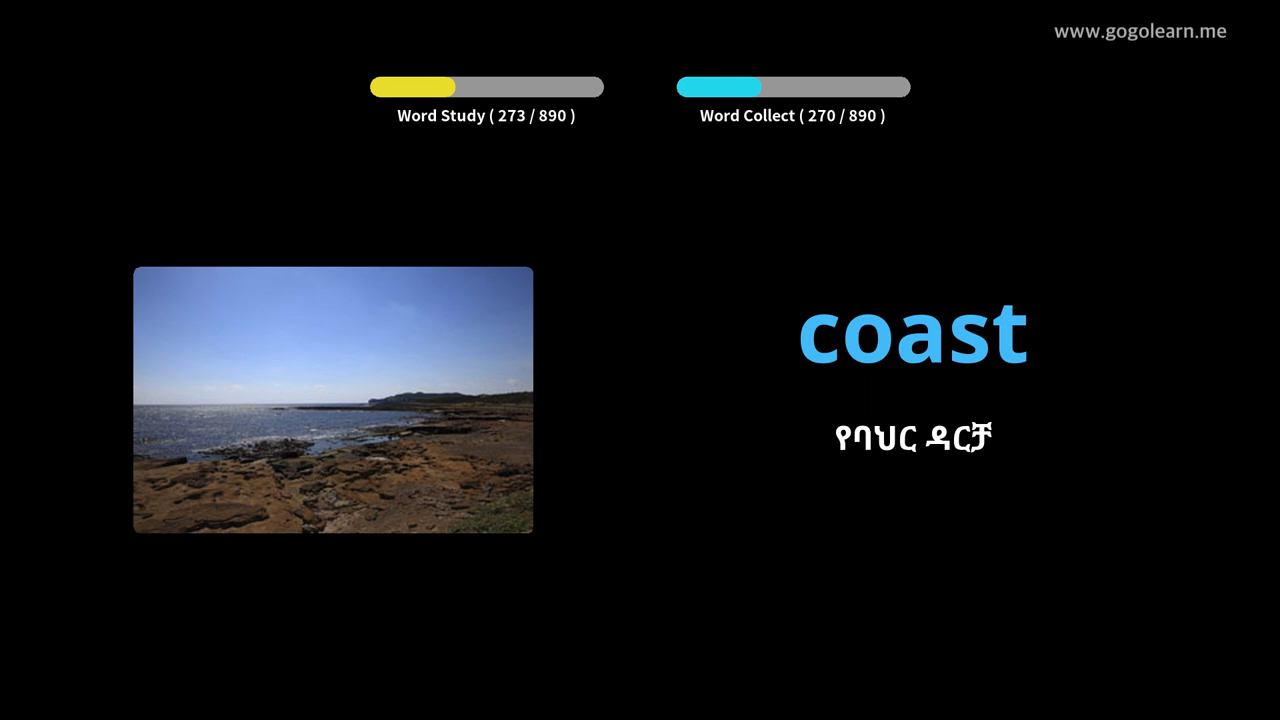 www.gogolearn.me
Word Study ( 273 / 890 )
Word Collect ( 270 / 890 )
coast
የባህር ዳርቻ